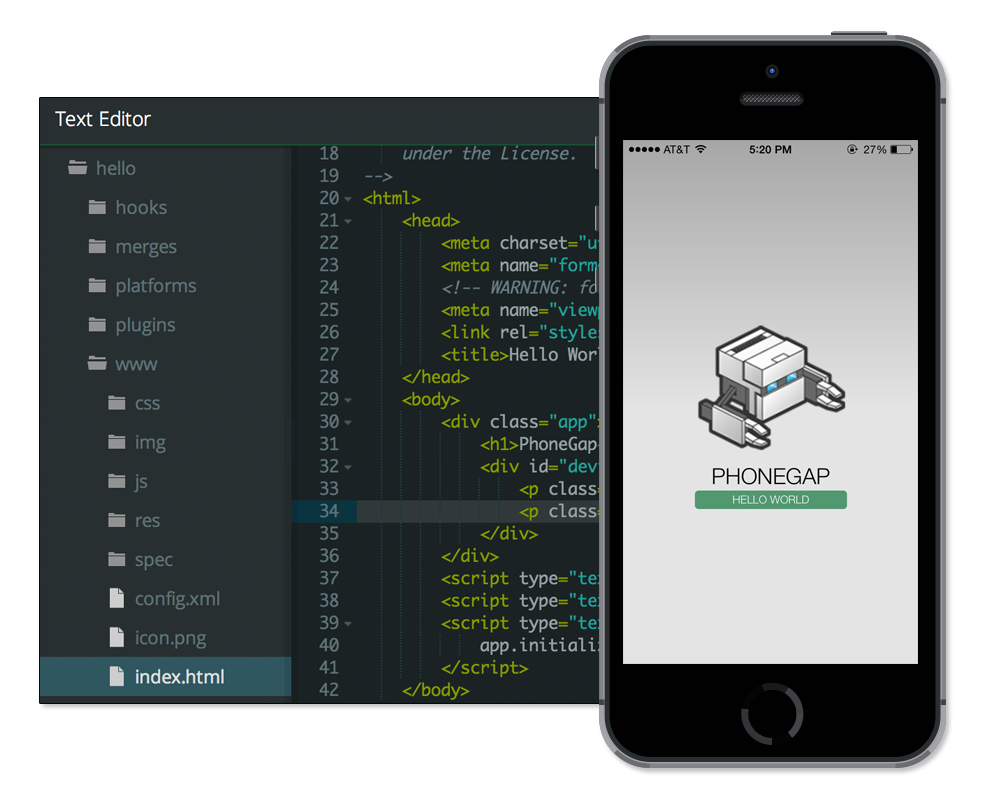 Text Editor
hello
hooks
merges
platforms
plugins
www
css
img
js
res
spec
config.xml
icon.png
index.html
18 under the License.
19 -->
20 <html>
21 <head>
22 <meta charset="u
23 <meta name="form
24 <!-- WARNING: fo
25 <meta name="view
26 <link rel="styles
27 <title>Hello Wor
28 </head>
29 <body>
30 <div class="app"
31 <h1>PhoneGap
32 <div id="dev
33 <p class=
34 <p class=
35 </div>
36 </div>
37 <script type="te
38 <script type="te
39 <script type="te
40 app.initiali
41 </script>
42 </body>
AT&T 5:20 PM 27%
PHONEGAP
HELLO WORLD